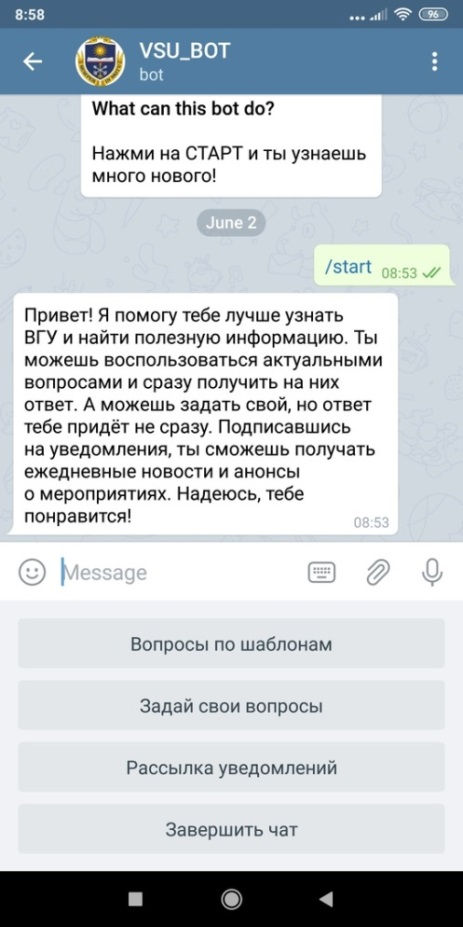 8:58
96
VSU_BOT
bot
What can this bot do?
Нажми на СТАРТ и ты узнаешь
много нового!
June 2
/start 08:53
Привет! Я помогу тебе лучше узнать
ВГУ и найти полезную информацию. Ты
можешь воспользоваться актуальными
вопросами и сразу получить на них
ответ. А можешь задать свой, но ответ
тебе придёт не сразу. Подписавшись
на уведомления, ты сможешь получать
ежедневные новости и анонсы
о мероприятиях. Надеюсь, тебе
понравится!
08:53
Message
Вопросы по шаблонам
Задай свои вопросы
Рассылка уведомлений
Завершить чат